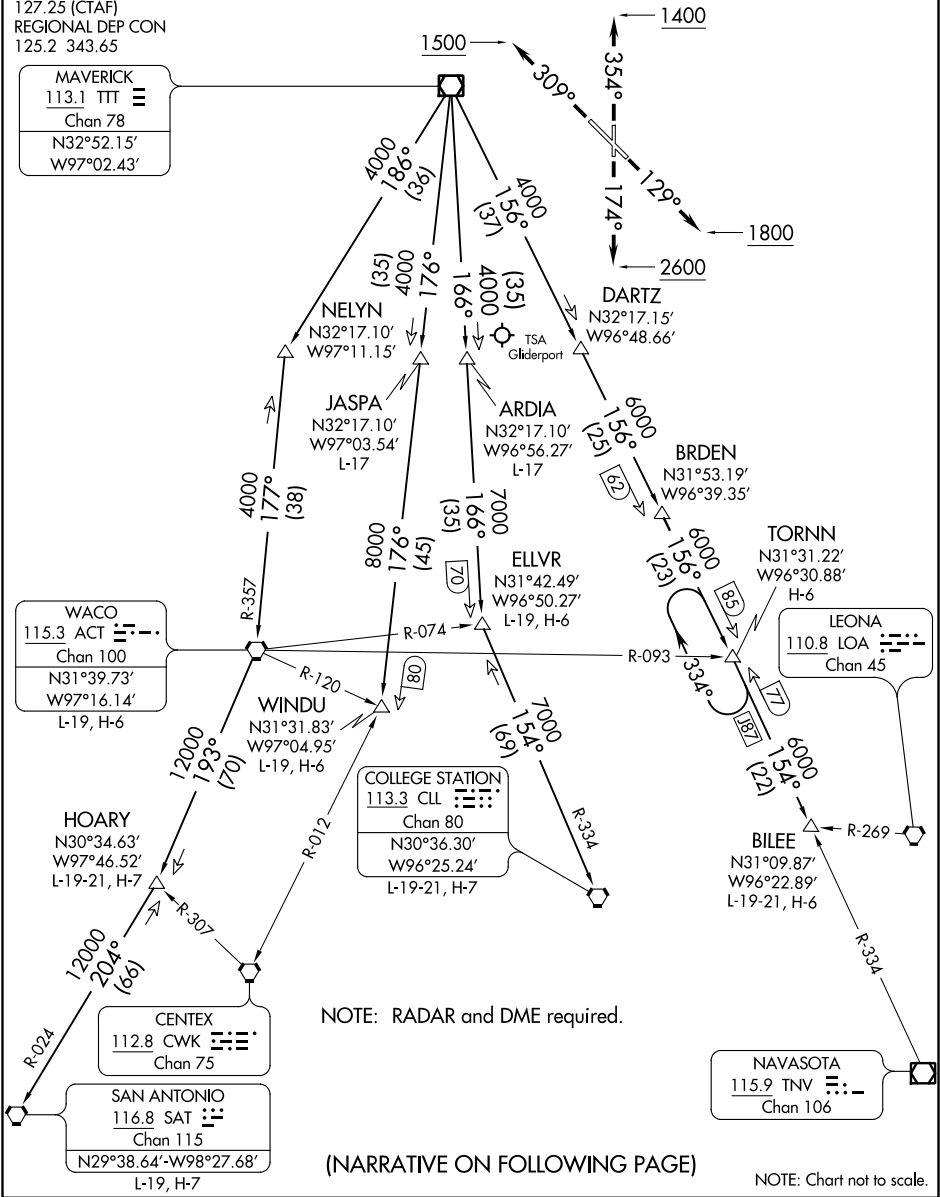 127.25 (CTAF)
REGIONAL DEP CON
125.2 343.65
MAVERICK
113.1 TTT
Chan 78
N32°52.15'
W97°02.43'
1500
1400
309°
354°
129°
174°
1800
2600
4000
186°
(36)
4000
176°
(35)
4000
166°
(35)
4000
156°
(37)
NELYN
N32°17.10'
W97°11.15'
TSA
Gliderport
DARTZ
N32°17.15'
W96°48.66'
JASPA
N32°17.10'
W97°03.54'
L-17
ARDIA
N32°17.10'
W96°56.27'
L-17
6000
156°
(25)
62
BRDEN
N31°53.19'
W96°39.35'
4000
177°
(38)
R-357
8000
176°
(45)
80
7000
166°
(35)
70
ELLVR
N31°42.49'
W96°50.27'
L-19, H-6
6000
156°
(23)
85
TORNN
N31°31.22'
W96°30.88'
H-6
WACO
115.3 ACT
Chan 100
N31°39.73'
W97°16.14'
L-19, H-6
R-074
R-093
R-120
LEONA
110.8 LOA
Chan 45
334°
77
J87
WINDU
N31°31.83'
W97°04.95'
L-19, H-6
7000
154°
(69)
R-334
6000
154°
(22)
12000
193°
(70)
COLLEGE STATION
113.3 CLL
Chan 80
N30°36.30'
W96°25.24'
L-19-21, H-7
HOARY
N30°34.63'
W97°46.52'
L-19-21, H-7
R-012
R-307
BILEE
N31°09.87'
W96°22.89'
L-19-21, H-6
R-269
R-334
12000
204°
(66)
R-024
CENTEX
112.8 CWK
Chan 75
NOTE: RADAR and DME required.
NAVASOTA
115.9 TNV
Chan 106
SAN ANTONIO
116.8 SAT
Chan 115
N29°38.64'-W98°27.68'
L-19, H-7
(NARRATIVE ON FOLLOWING PAGE)
NOTE: Chart not to scale.